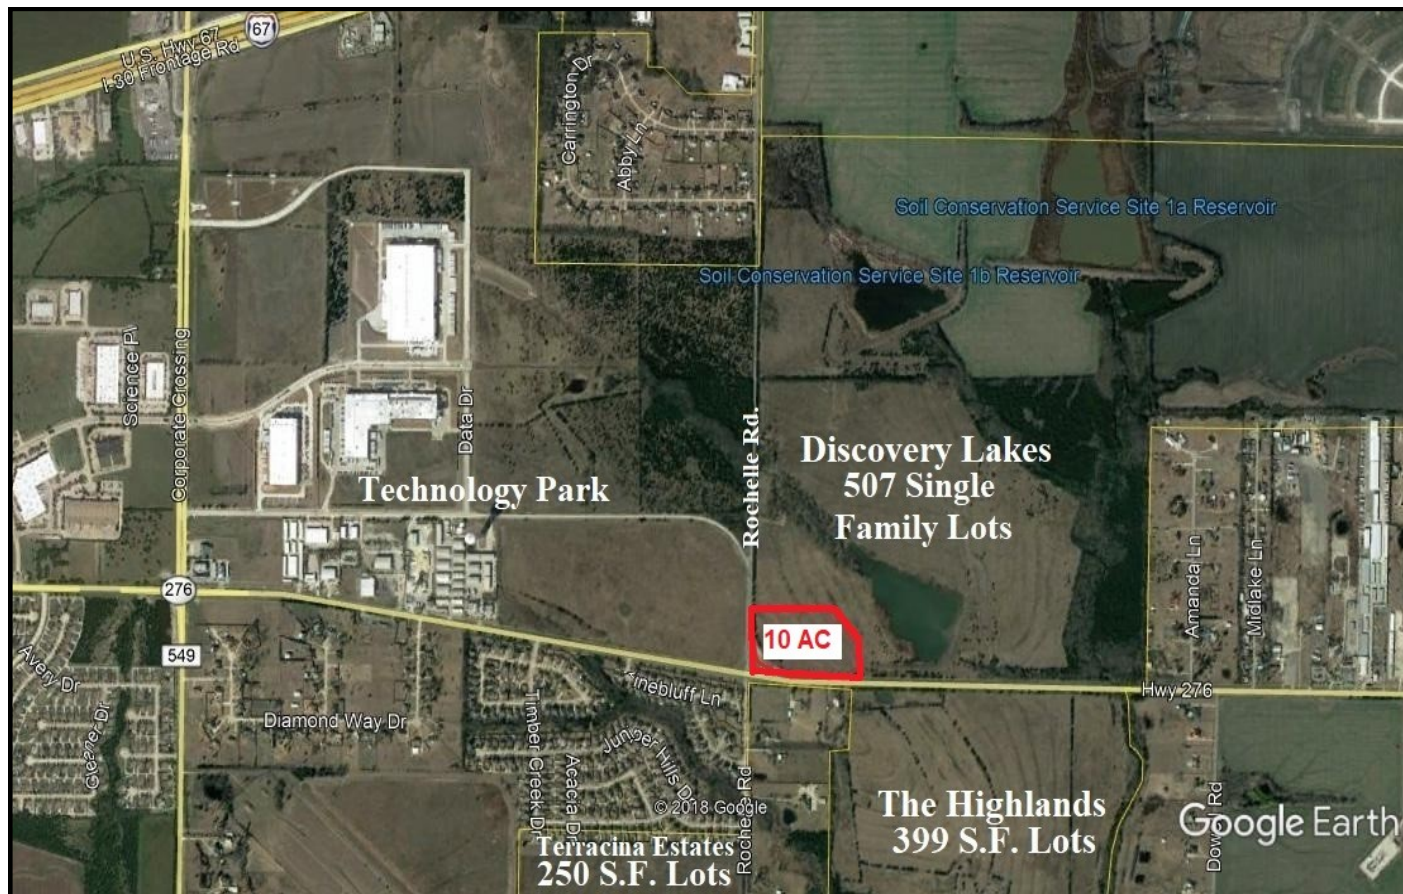 67
U.S. Hwy 67
I-30 Frontage Rd
Carrington Dr
Abby Ln
Soil Conservation Service Site 1a Reservoir
Soil Conservation Service Site 1b Reservoir
Science Pl
Corporate Crossing
Data Dr
Rochelle Rd.
Technology Park
Discovery Lakes
507 Single
Family Lots
Amanda Ln
Midlake Ln
276
549
10 AC
Avery Dr
Gleaner Dr
Diamond Way Dr
Pinebluff Ln
Timber Creek Dr
Acacia Dr
Juniper Hills Dr
© 2018 Google
Rochelle Rd
Hwy 276
Dowell Rd
The Highlands
399 S.F. Lots
Terracina Estates
250 S.F. Lots
Google Earth